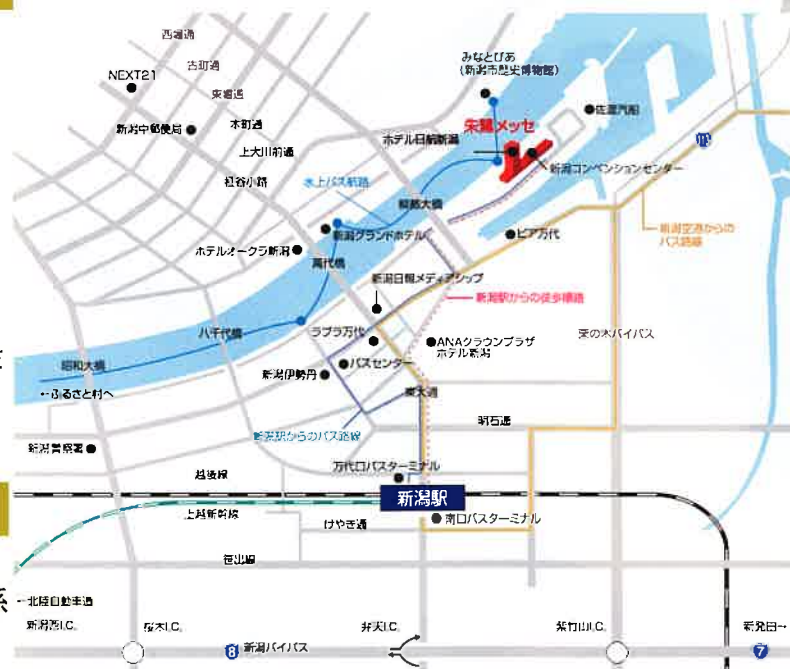 西堀通
古町通
東堀通
NEXT21
新潟中郵便局
本町通
上大川前通
柾谷小路
みなとぴあ
(新潟市歴史博物館)
朱鷺メッセ
ホテル日航新潟
佐渡汽船
113
新潟コンベンションセンター
水上バス航路
柳都大橋
新潟グランドホテル
ホテルオークラ新潟
萬代橋
ピア万代
新潟空港からの
バス路線
新潟日報メディアシップ
新潟駅からの徒歩経路
八千代橋
ラブラ万代
ANAクラウンプラザ
ホテル新潟
栗の木バイパス
昭和大橋
バスセンター
新潟伊勢丹
←ふるさと村へ
東大通
明石通
新潟駅からのバス路線
新潟警察署
万代口バスターミナル
越後線
新潟駅
上越新幹線
南口バスターミナル
けやき通
笹出線
系
←北陸自動車道
新潟西I.C.
桜木I.C.
弁天I.C.
紫竹山I.C.
新発田→
8
新潟バイパス
7